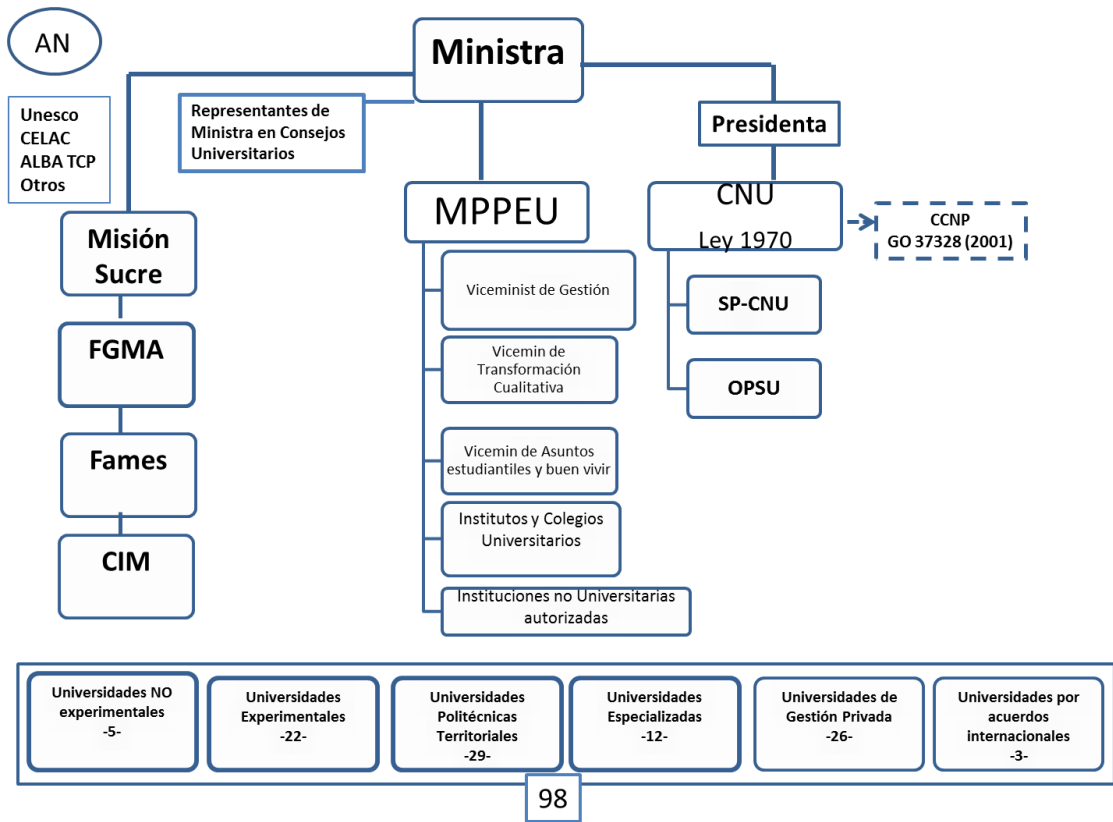 AN
Ministra
Unesco
CELAC
ALBA TCP
Otros
Representantes de
Ministra en Consejos
Universitarios
Presidenta
Misión
Sucre
FGMA
Fames
CIM
MPPEU
Viceminist de Gestión
Vicemin de
Transformación
Cualitativa
Vicemin de Asuntos
estudiantiles y buen vivir
Institutos y Colegios
Universitarios
Instituciones no Universitarias
autorizadas
CNU
Ley 1970
CCNP
GO 37328 (2001)
SP-CNU
OPSU
Universidades NO
experimentales
-5-
Universidades
Experimentales
-22-
Universidades
Politécnicas
Territoriales
-29-
Universidades
Especializadas
-12-
Universidades de
Gestión Privada
-26-
Universidades por
acuerdos
internacionales
-3-
98